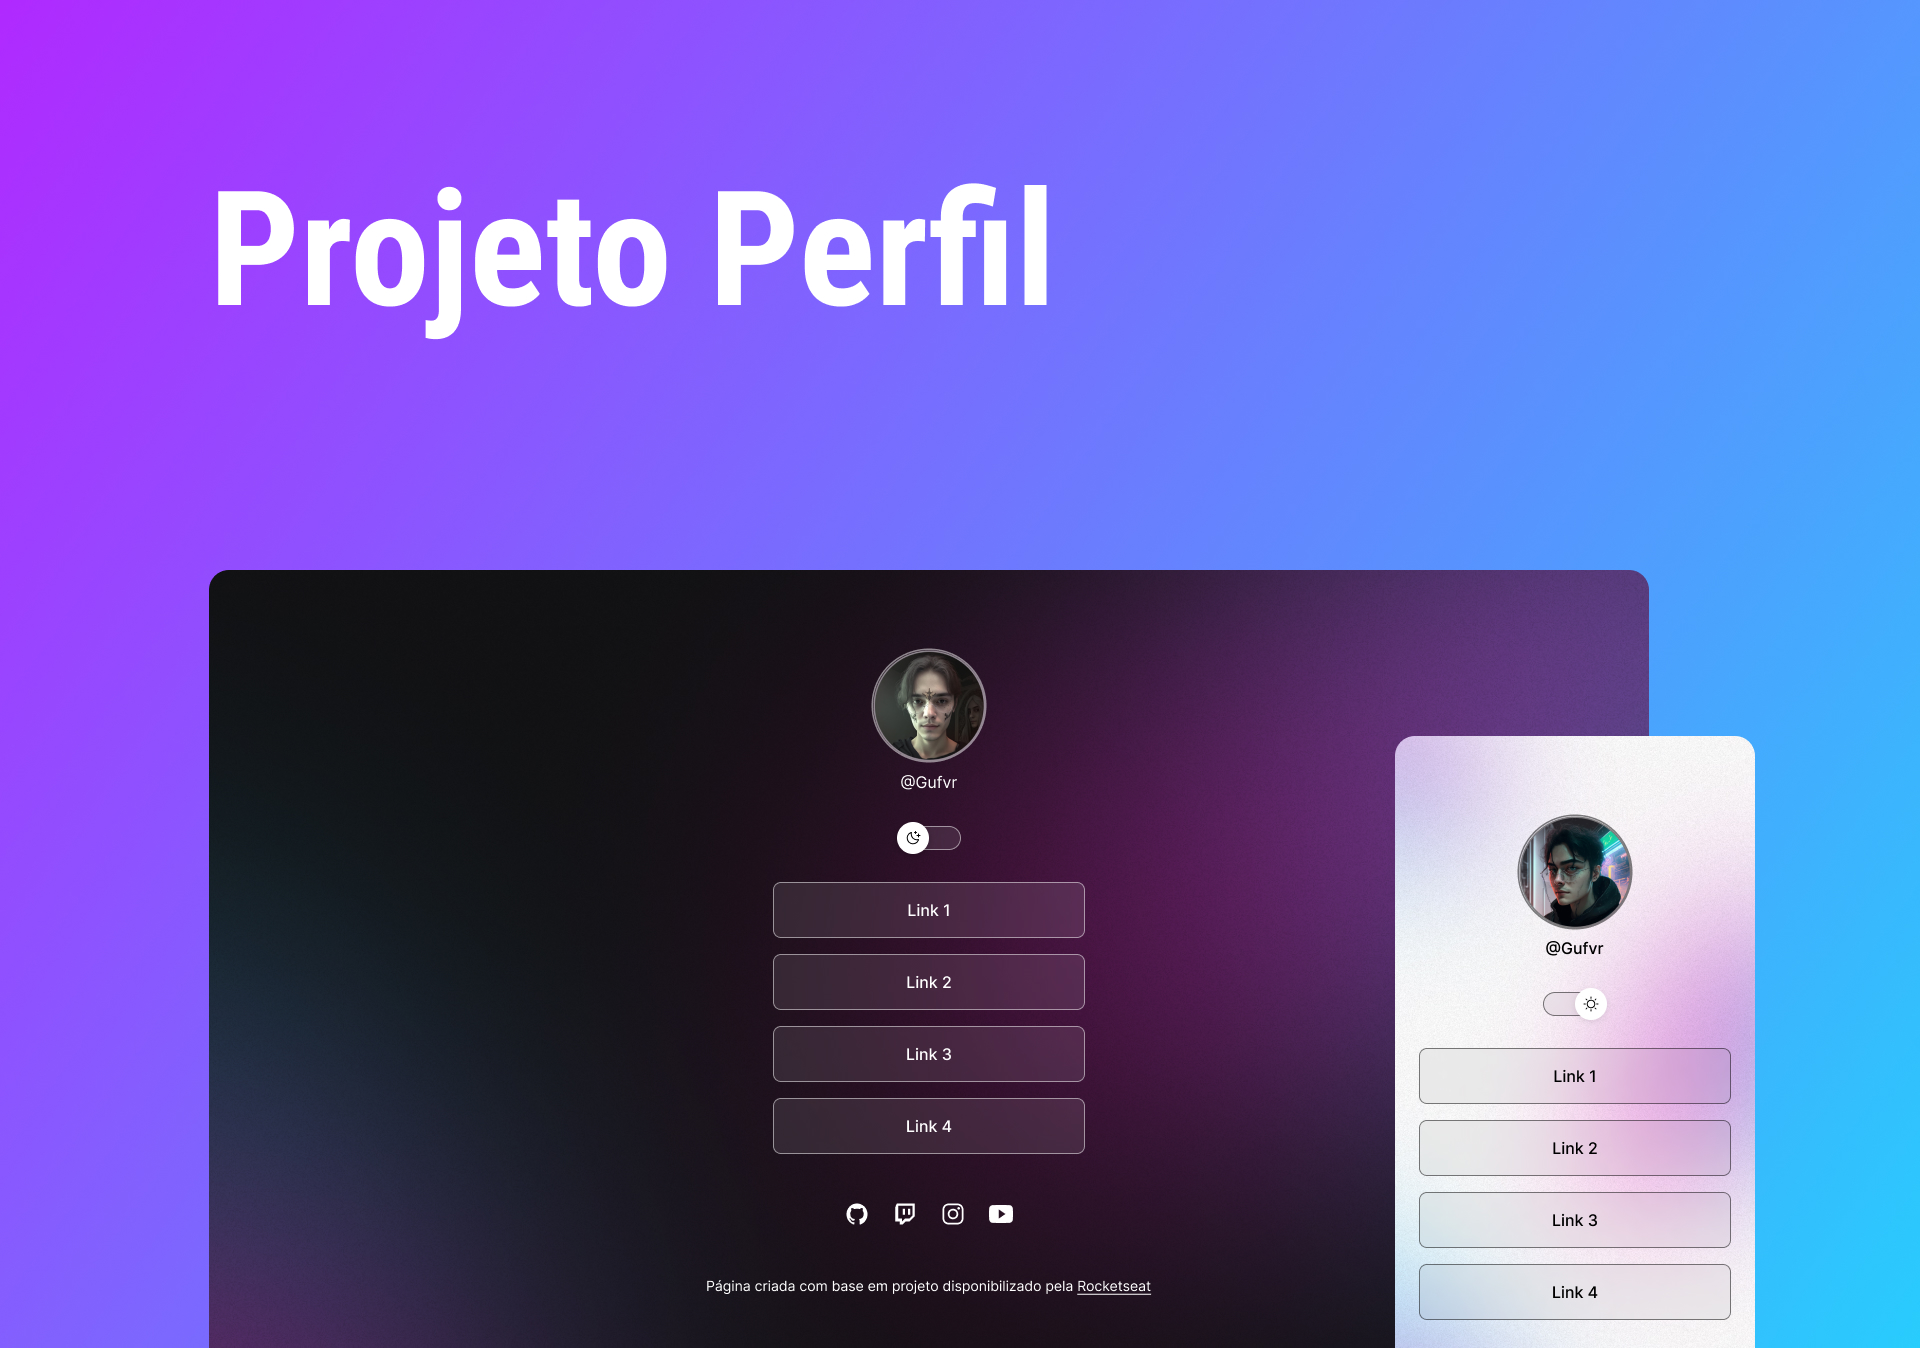 Projeto Perfil
@Gufvr
Link 1
Link 2
Link 3
Link 4
Página criada com base em projeto disponibilizado pela Rocketseat
@Gufvr
Link 1
Link 2
Link 3
Link 4